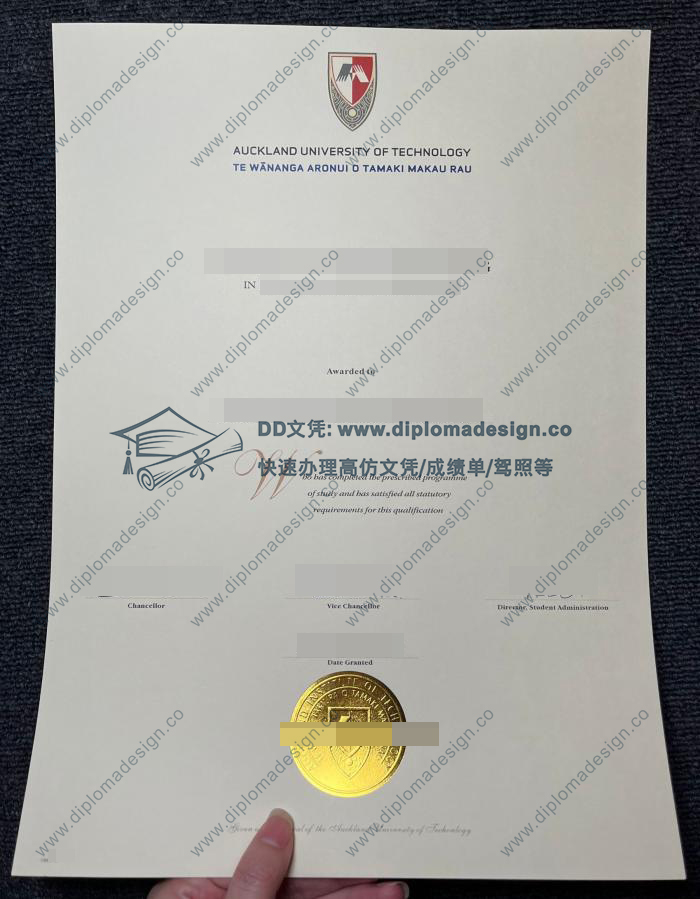 AUCKLAND UNIVERSITY OF TECHNOLOGY
TE WĀNANGA ARONUI O TAMAKI MAKAU RAU
IN
Awarded to
DD文凭: www.diplomadesign.co
快速办理高仿文凭/成绩单/驾照等
Who has completed the prescribed programme
of study and has satisfied all statutory
requirements for this qualification
Chancellor
Vice Chancellor
Director, Student Administration
Date Granted
Given seal of the Auckland University of Technology
www.diplomadesign.co